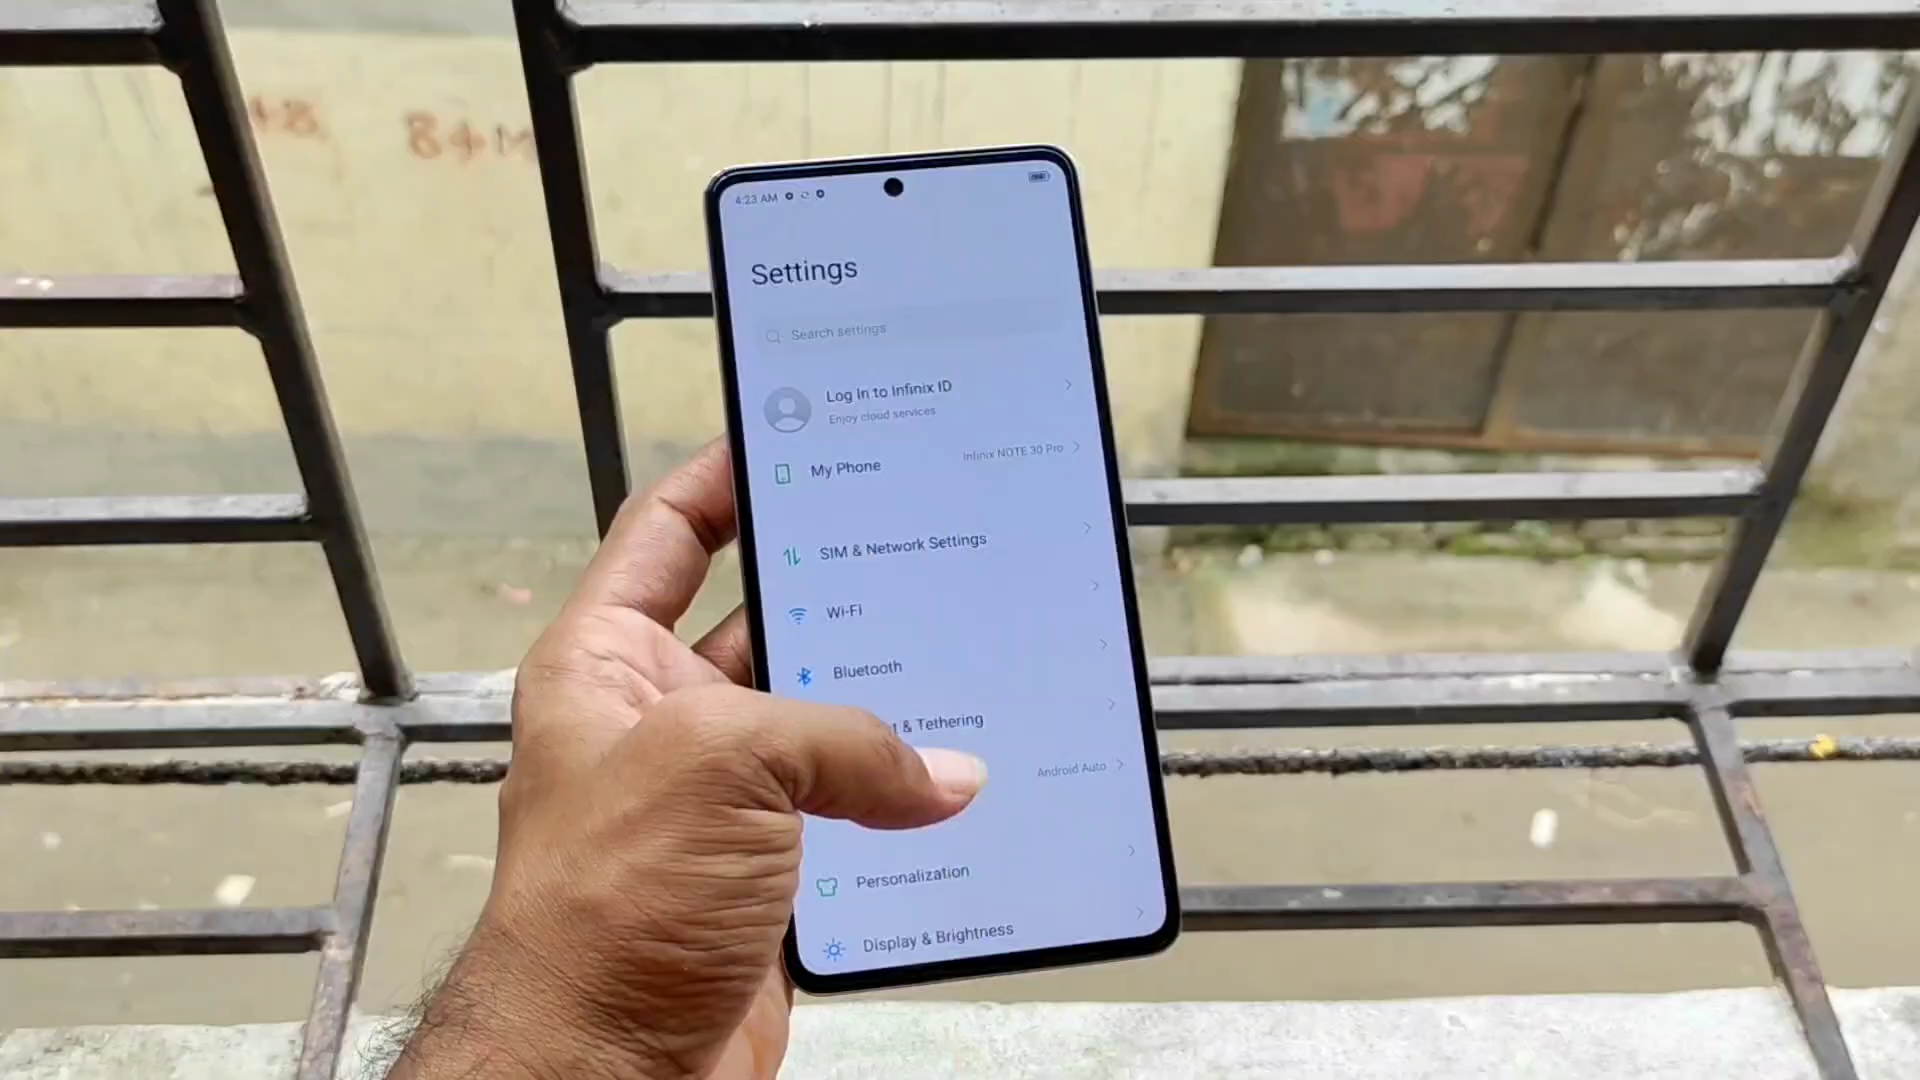 4:23 AM
Settings
Search settings
Log In to Infinix ID
Enjoy cloud services
My Phone
Infinix NOTE 30 Pro
SIM & Network Settings
Wi-Fi
Bluetooth
t & Tethering
Android Auto
Personalization
Display & Brightness